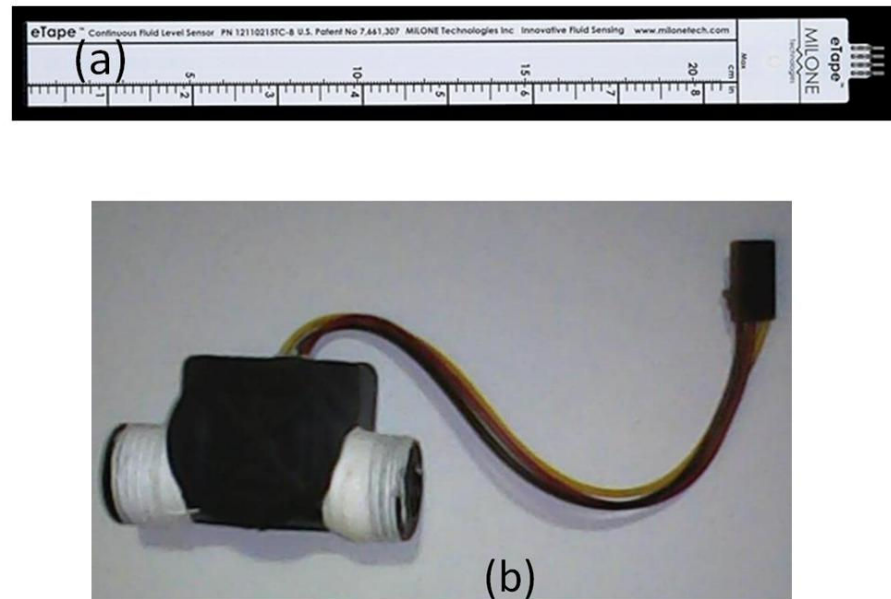 eTape™ Continuous Fluid Level Sensor PN 12110215TC-8 U.S. Patent No 7,661,307 MILONE Technologies Inc Innovative Fluid Sensing www.milonetech.com
(a)
5 10 15 20 cm
1 2 3 4 5 6 7 8 in
Max
MILONE
Technologies
eTape™
(b)